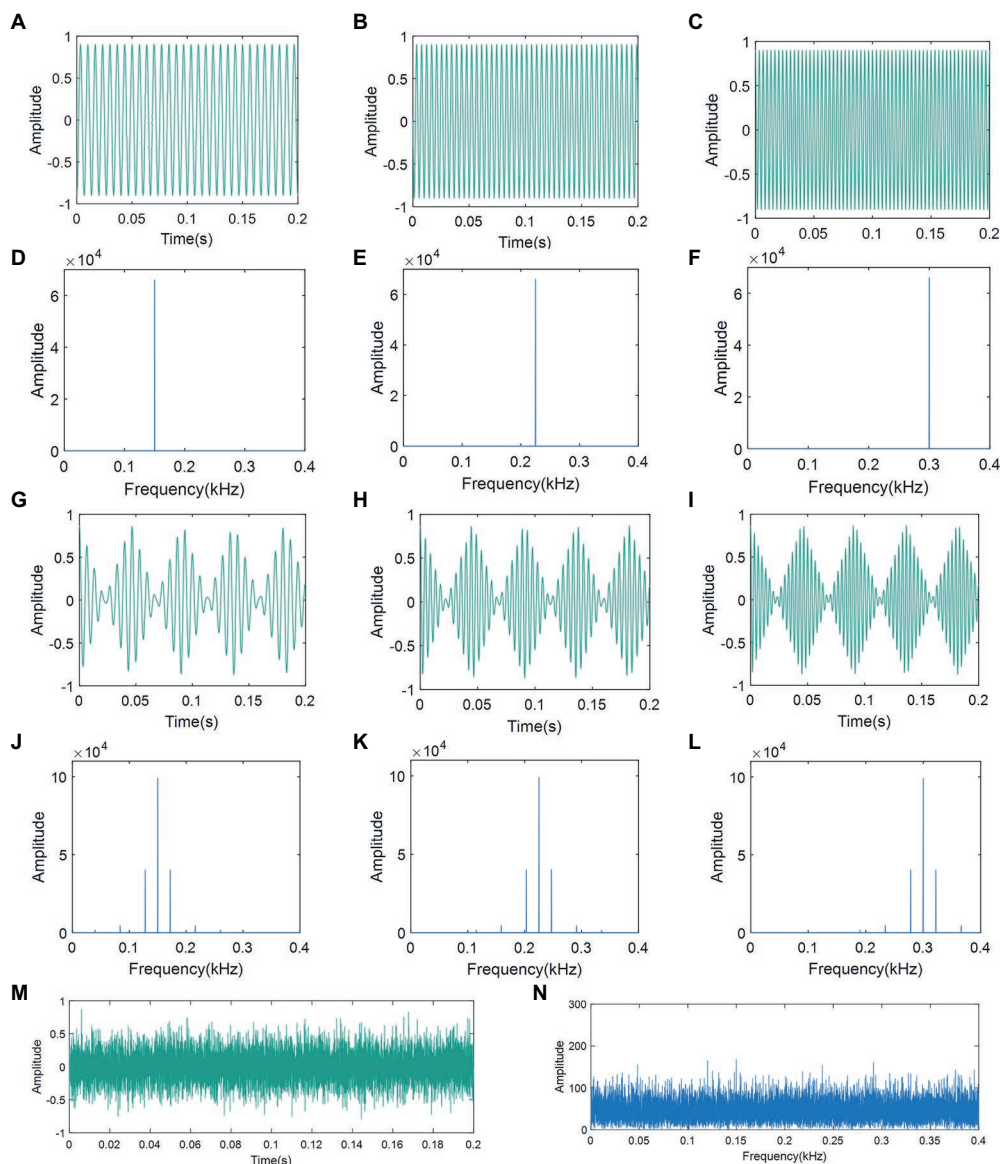 A
B
C
1
0.5
0
-0.5
-1
Amplitude
0 0.05 0.1 0.15 0.2
Time(s)
1
0.5
0
-0.5
-1
Amplitude
0 0.05 0.1 0.15 0.2
Time(s)
1
0.5
0
-0.5
-1
Amplitude
0 0.05 0.1 0.15 0.2
D
E
F
×10⁴
6
4
2
0
Amplitude
0 0.1 0.2 0.3 0.4
Frequency(kHz)
×10⁴
6
4
2
0
Amplitude
0 0.1 0.2 0.3 0.4
Frequency(kHz)
×10⁴
6
4
2
0
Amplitude
0 0.1 0.2 0.3 0.4
Frequency(kHz)
G
H
I
1
0.5
0
-0.5
-1
Amplitude
0 0.05 0.1 0.15 0.2
Time(s)
1
0.5
0
-0.5
-1
Amplitude
0 0.05 0.1 0.15 0.2
Time(s)
1
0.5
0
-0.5
-1
Amplitude
0 0.05 0.1 0.15 0.2
Time(s)
J
K
L
×10⁴
10
5
0
Amplitude
0 0.1 0.2 0.3 0.4
Frequency(kHz)
×10⁴
10
5
0
Amplitude
0 0.1 0.2 0.3 0.4
Frequency(kHz)
×10⁴
10
5
0
Amplitude
0 0.1 0.2 0.3 0.4
Frequency(kHz)
M
N
1
0.5
0
-0.5
-1
Amplitude
0 0.02 0.04 0.06 0.08 0.10 0.12 0.14 0.16 0.18 0.2
Time(s)
300
200
100
0
Amplitude
0 0.05 0.1 0.15 0.2 0.25 0.3 0.35 0.4
Frequency(kHz)